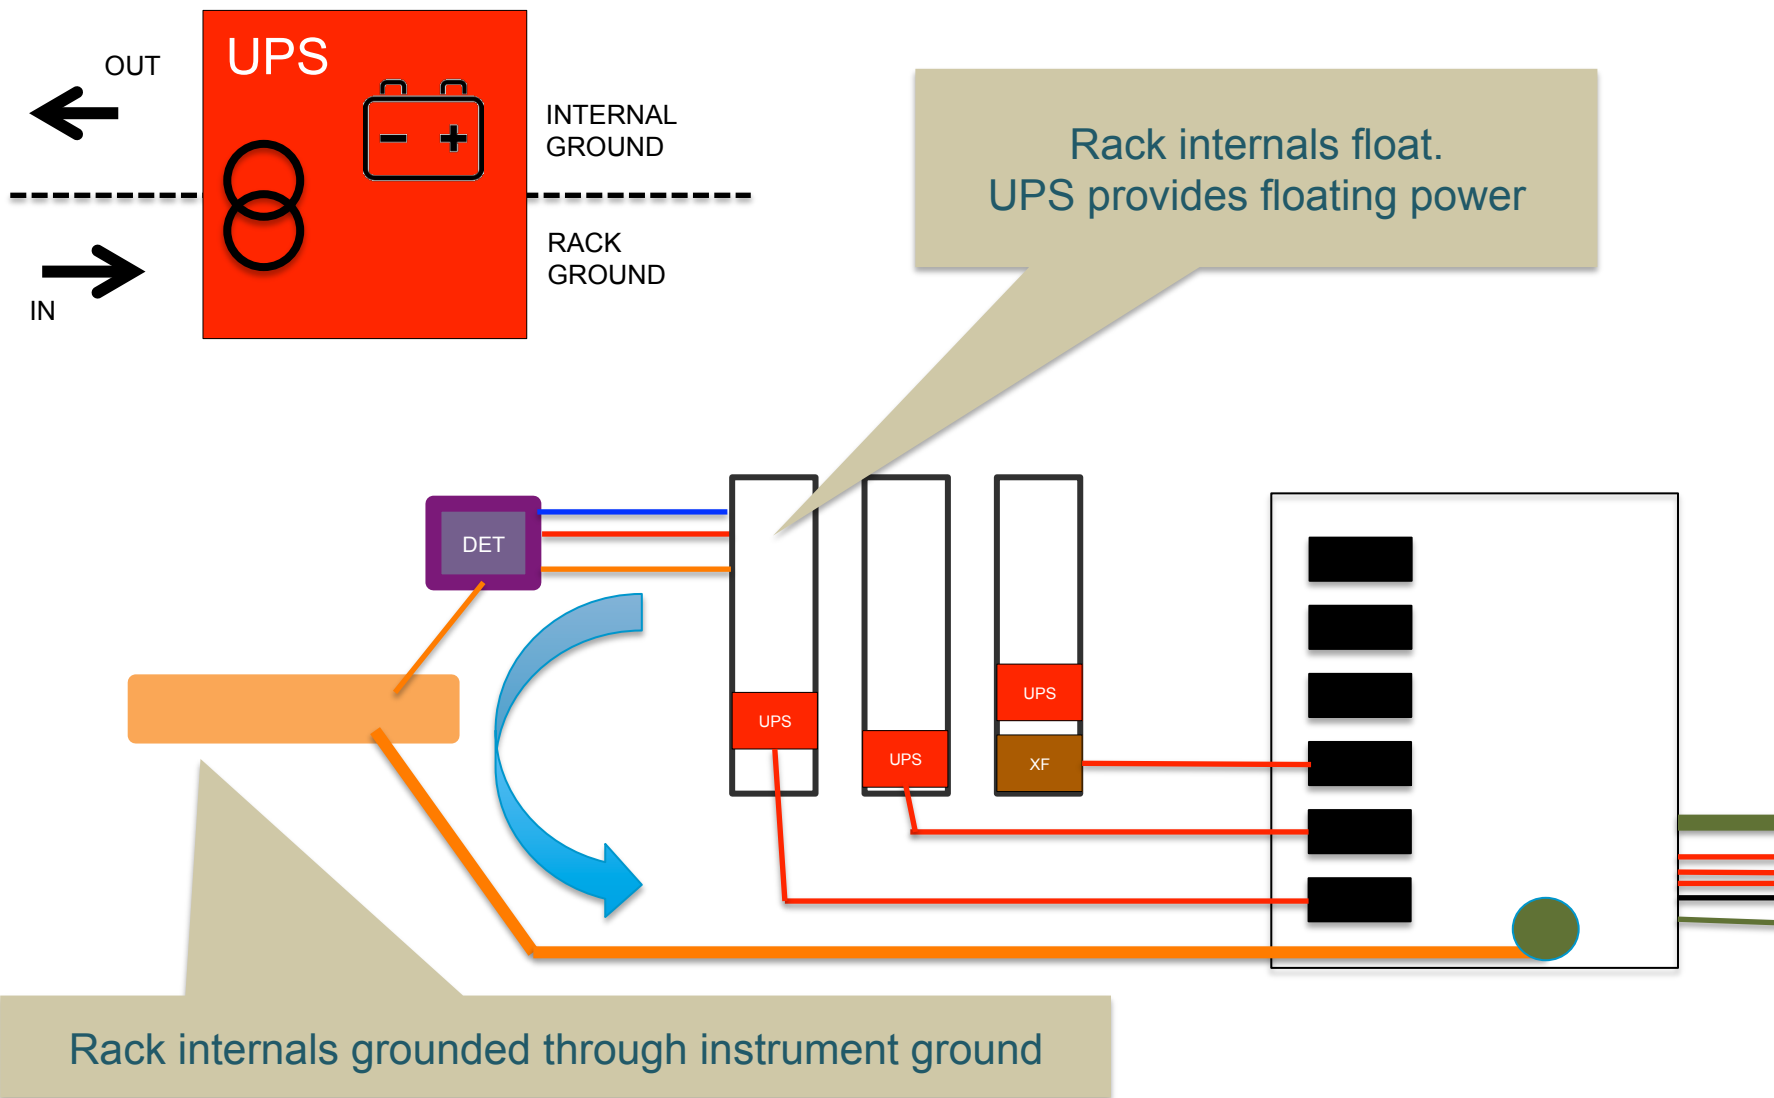 UPS
OUT
INTERNAL
GROUND
RACK
GROUND
IN
Rack internals float.
UPS provides floating power
DET
UPS
UPS
UPS
XF
Rack internals grounded through instrument ground